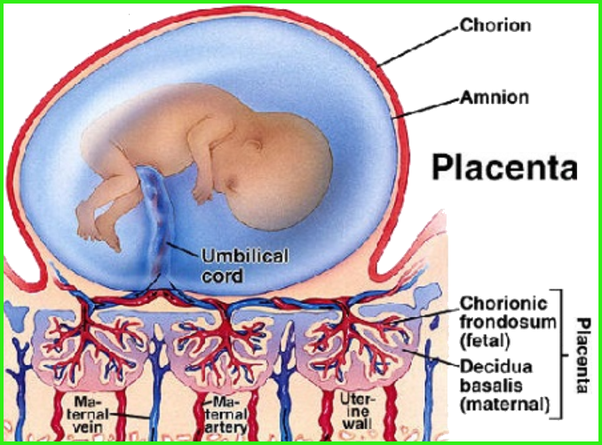 Chorion
Amnion
Placenta
Umbilical
cord
Chorionic
frondosum
(fetal)
Decidua
basalis
(maternal)
Placenta
Ma-
ternal
vein
Ma-
ternal
artery
Uter-
ine
wall